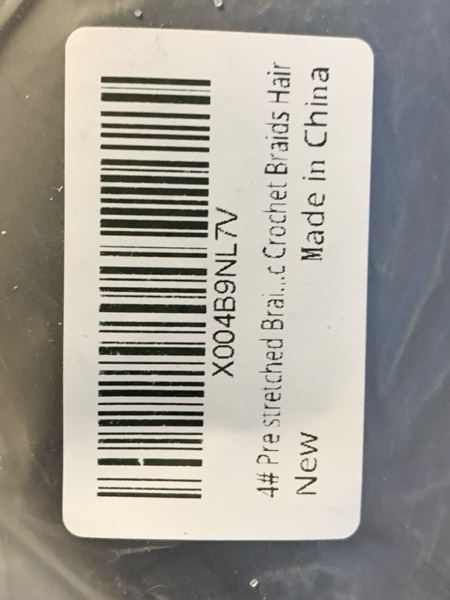 X004B9NL7V
4# Pre stretched Brai...c Crochet Braids Hair
New
Made in China